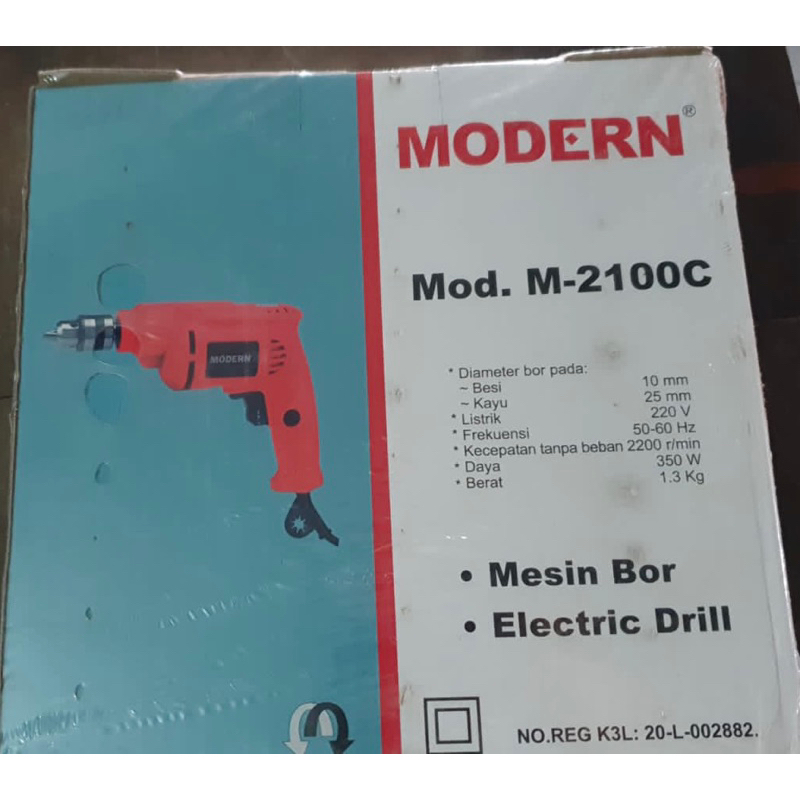 MODERN®
Mod. M-2100C
MODERN
* Diameter bor pada:
~ Besi 10 mm
~ Kayu 25 mm
* Listrik 220 V
* Frekuensi 50-60 Hz
* Kecepatan tanpa beban 2200 r/min
* Daya 350 W
* Berat 1.3 Kg
• Mesin Bor
• Electric Drill
NO.REG K3L: 20-L-002882.